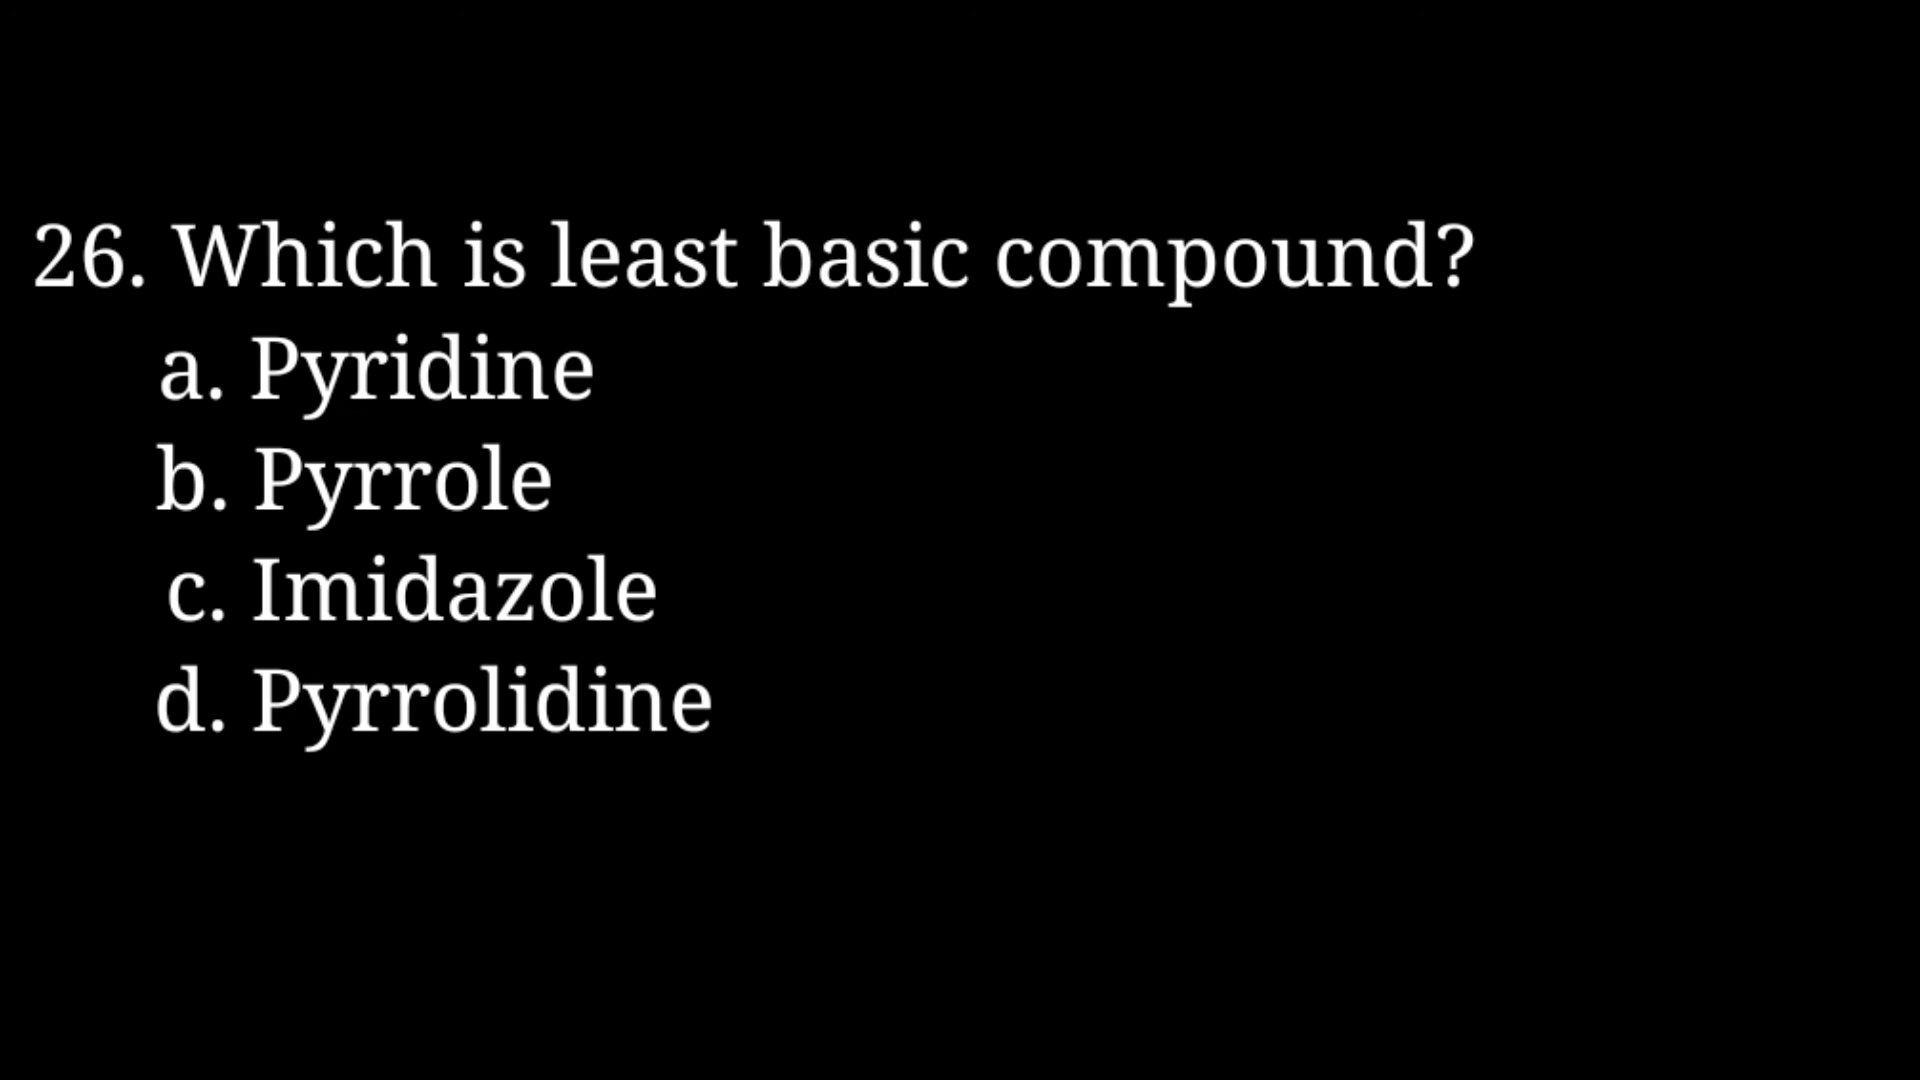 26. Which is least basic compound?
a. Pyridine
b. Pyrrole
c. Imidazole
d. Pyrrolidine